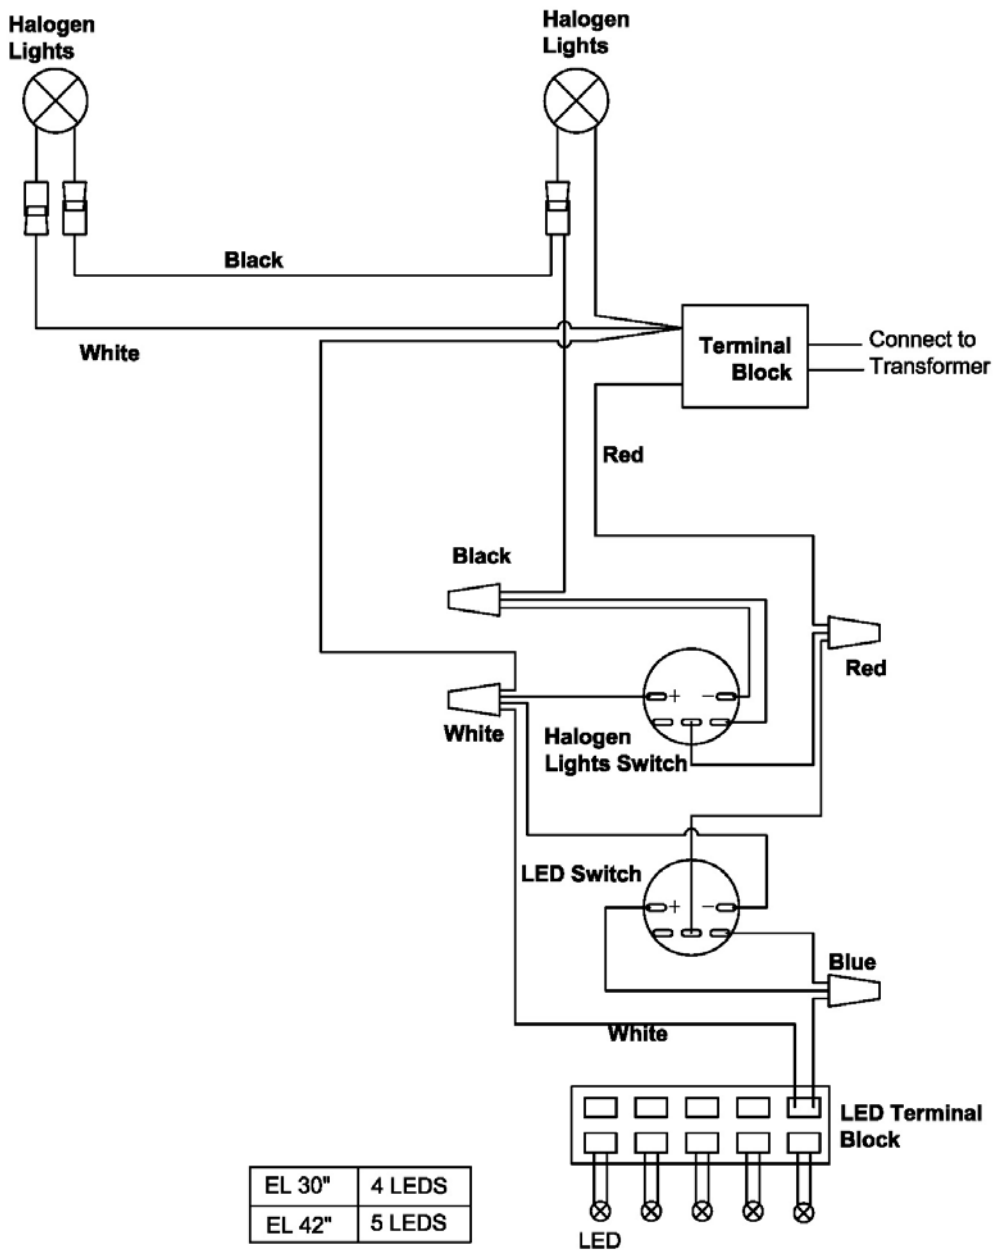 Halogen
Lights
Halogen
Lights
Black
White
Terminal
Block
Connect to
Transformer
Red
Black
Red
White
+ −
Halogen
Lights Switch
LED Switch
+ −
Blue
White
LED Terminal
Block
EL 30" 4 LEDS
EL 42" 5 LEDS
LED